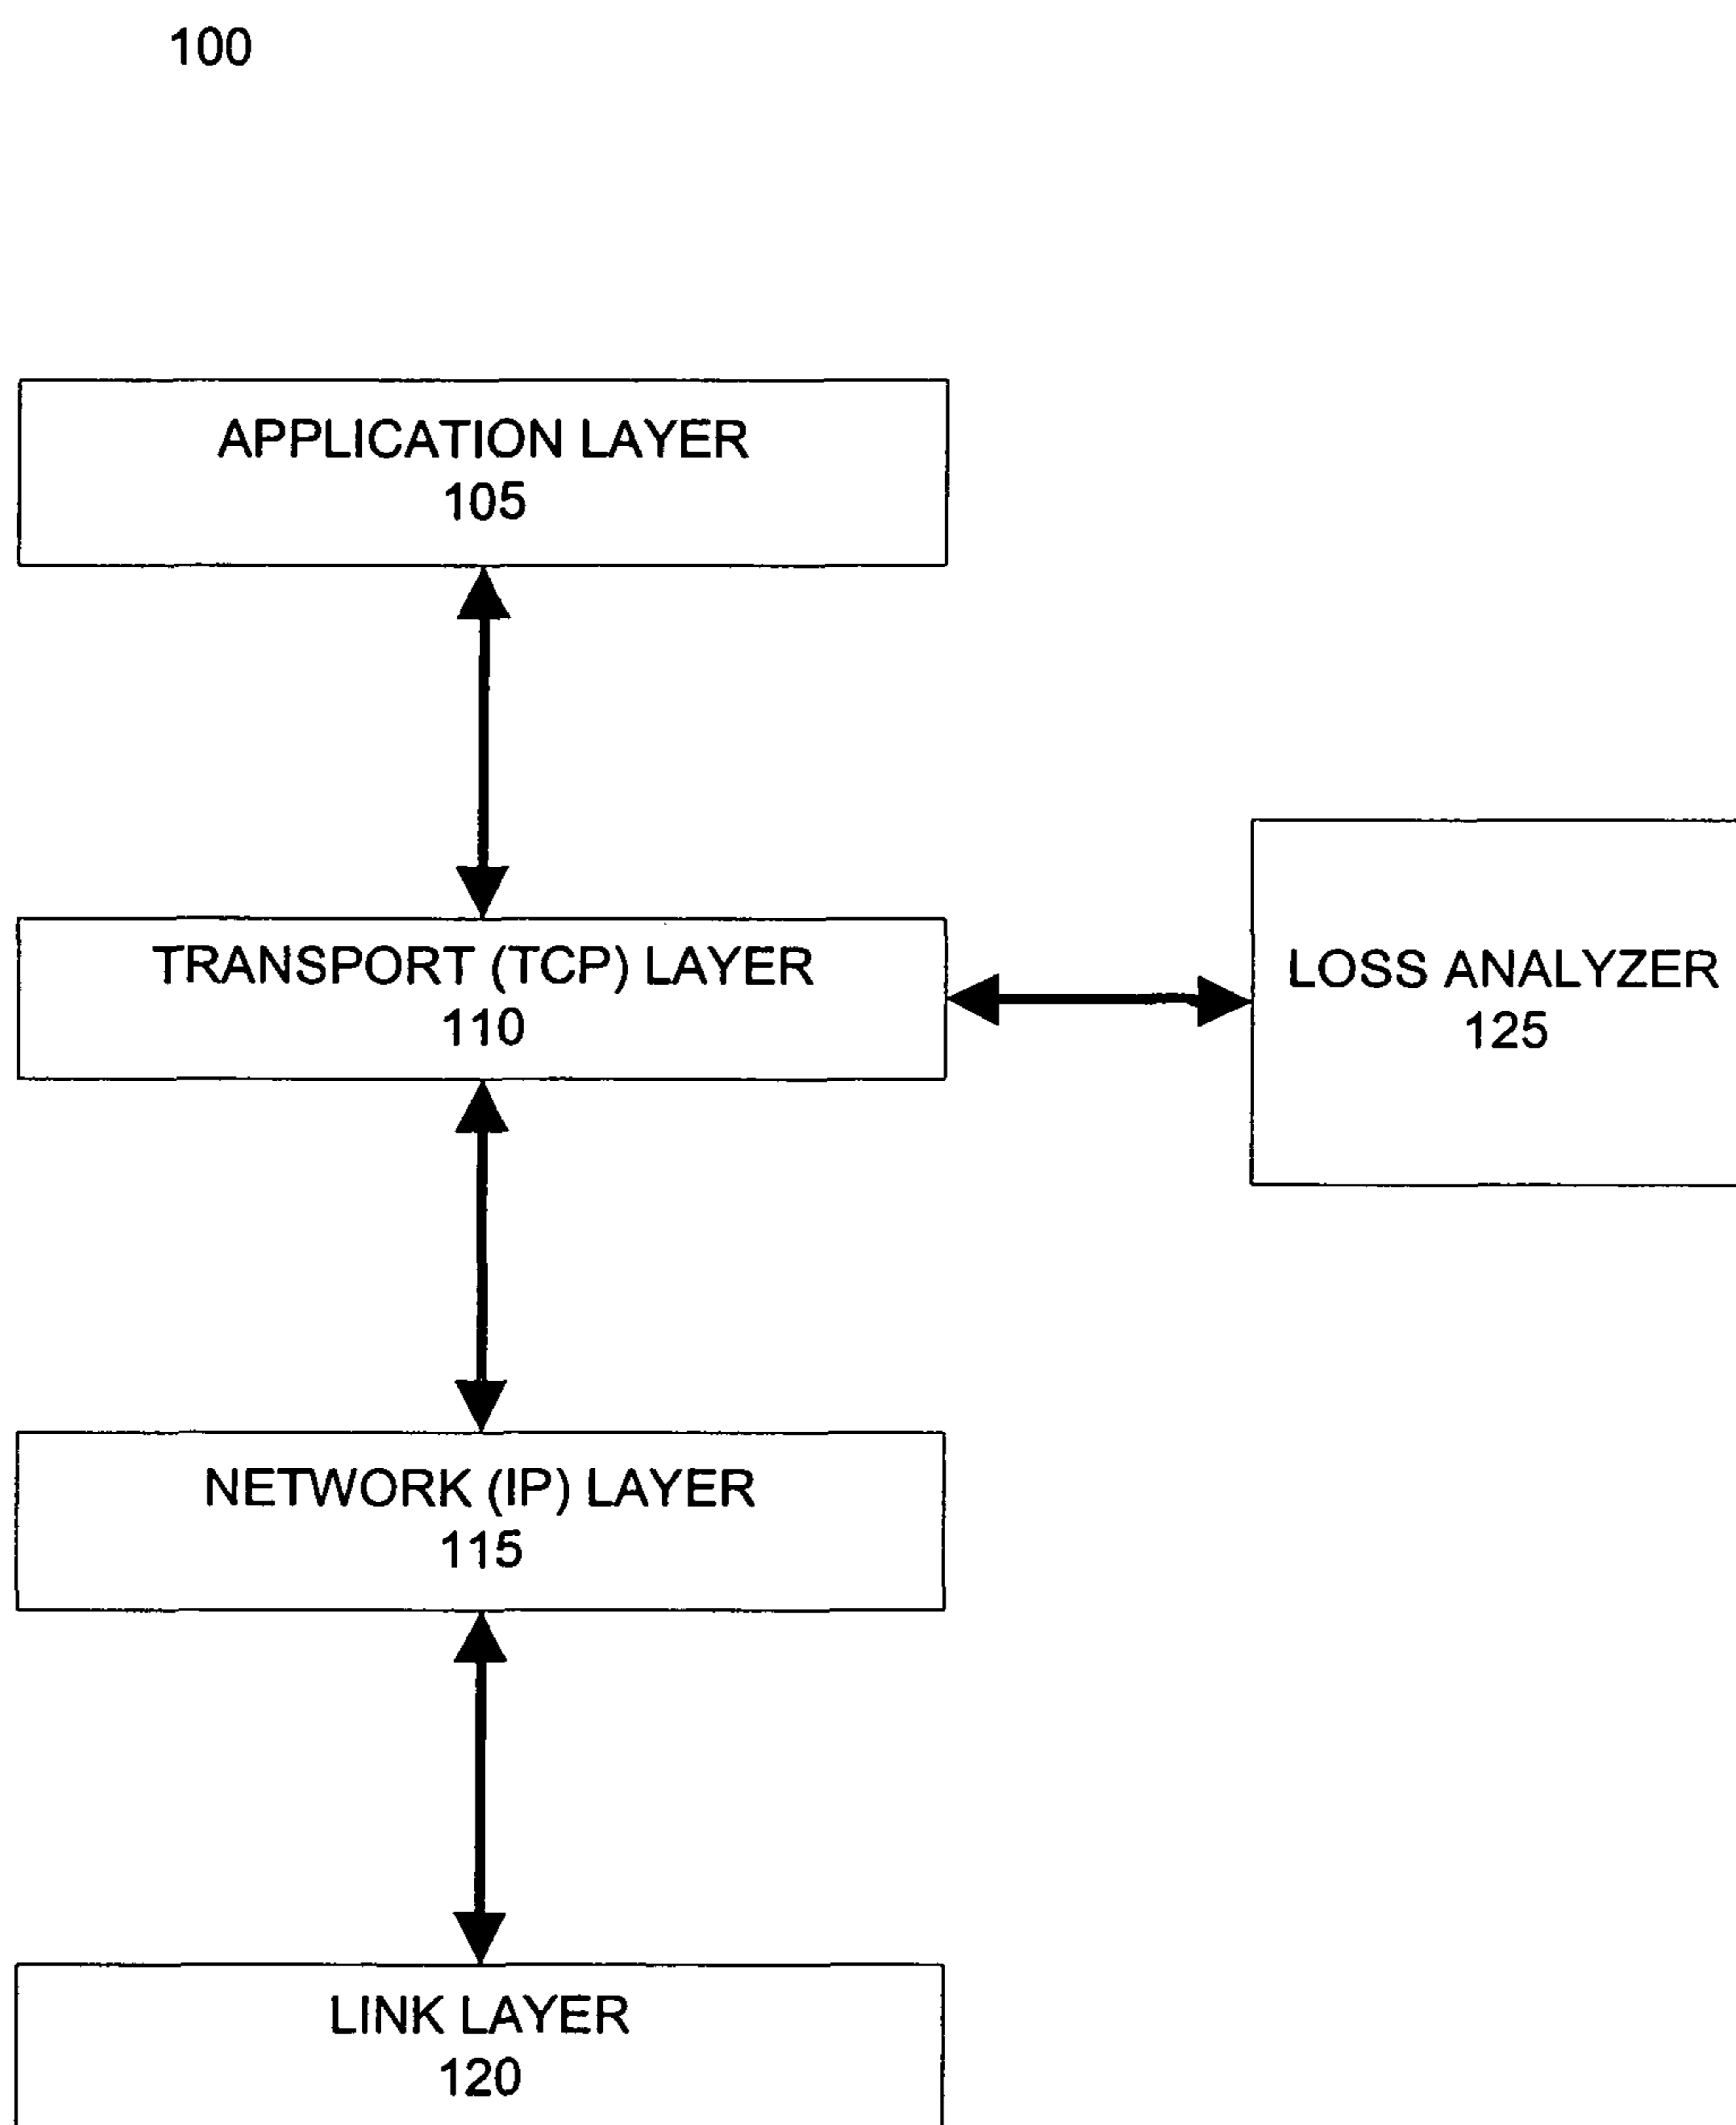 100
APPLICATION LAYER
105
TRANSPORT (TCP) LAYER
110
LOSS ANALYZER
125
NETWORK (IP) LAYER
115
LINK LAYER
120